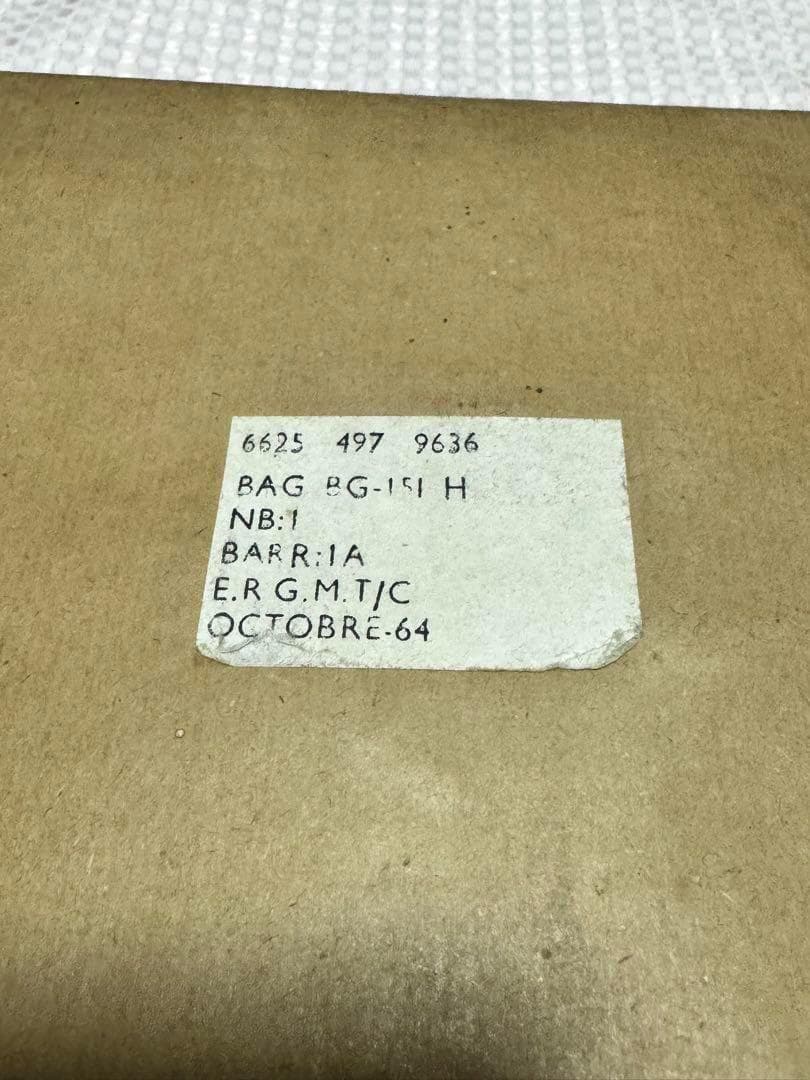 6625 497 9636
BAG BG-151 H
NB:1
BARR:1A
E.R G.M.T/C
OCTOBRE-64